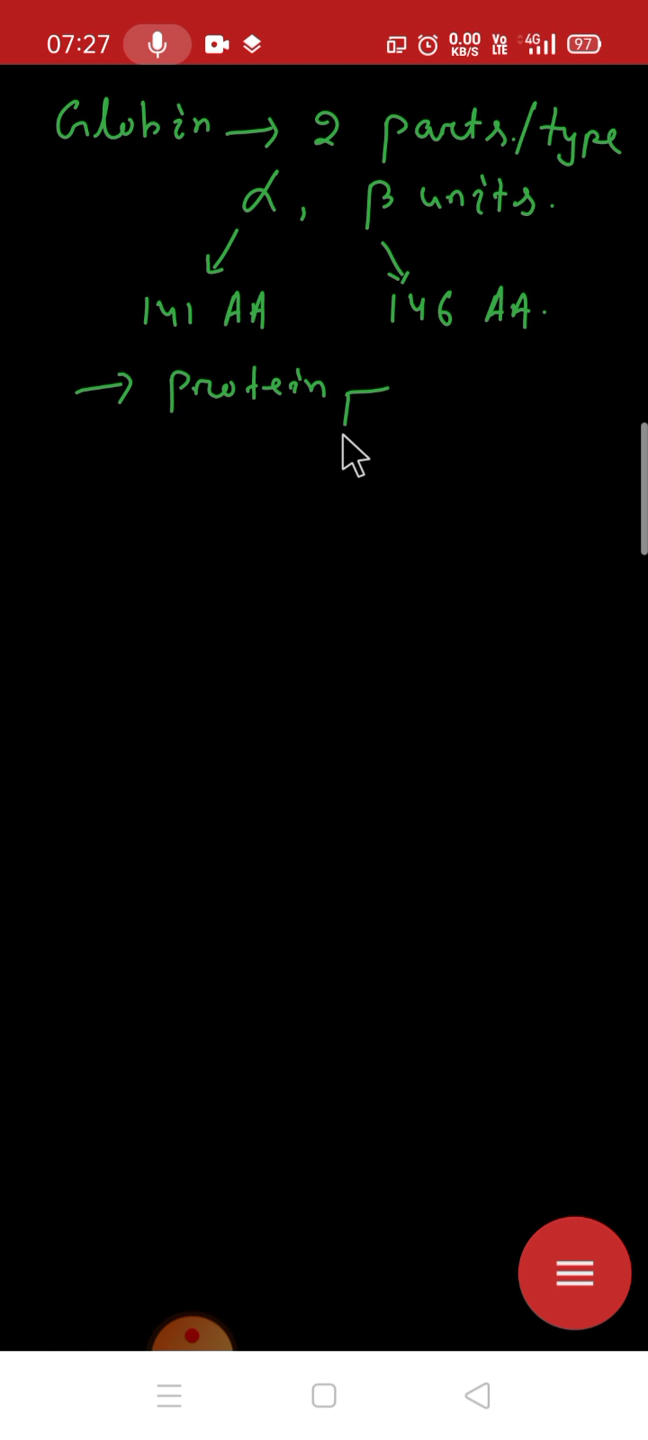 07:27 0.00 KB/S Vo LTE 4G 97
Globin → 2 parts/type
α, β units.
141 AA 146 AA.
→ Protein